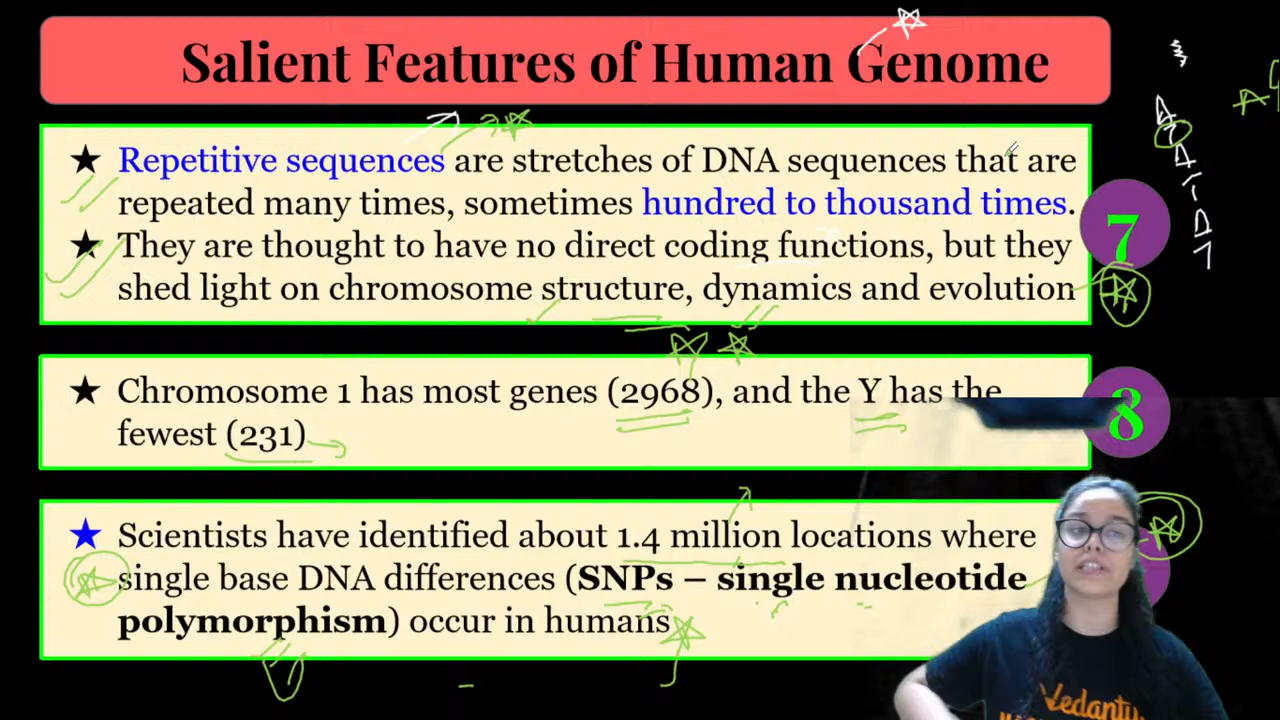 Salient Features of Human Genome
★ Repetitive sequences are stretches of DNA sequences that are
repeated many times, sometimes hundred to thousand times.
★ They are thought to have no direct coding functions, but they
shed light on chromosome structure, dynamics and evolution
7
★ Chromosome 1 has most genes (2968), and the Y has the
fewest (231)
8
★ Scientists have identified about 1.4 million locations where
single base DNA differences (SNPs – single nucleotide
polymorphism) occur in humans
Vedantu